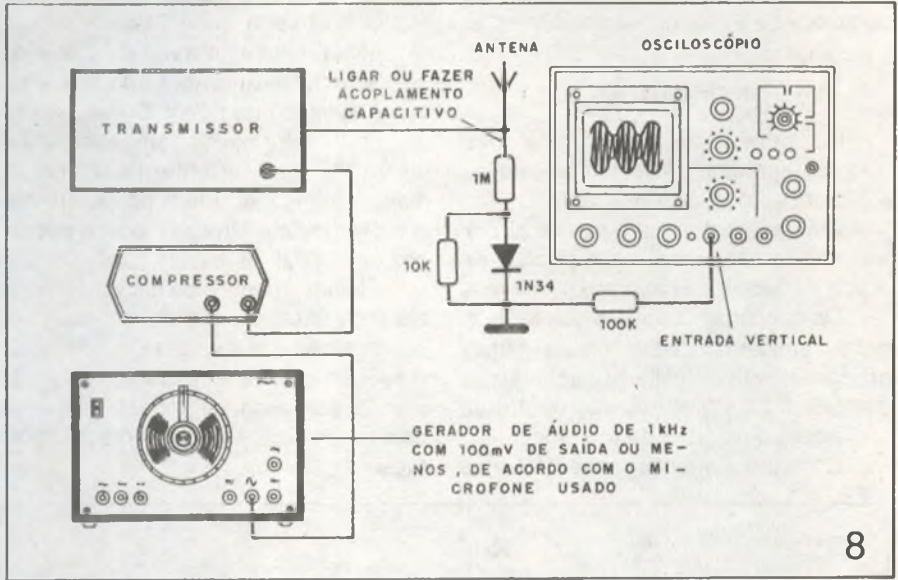 ANTENA
OSCILOSCÓPIO
LIGAR OU FAZER
ACOPLAMENTO
CAPACITIVO
TRANSMISSOR
1M
10K
1N34
COMPRESSOR
100K
ENTRADA VERTICAL
GERADOR DE ÁUDIO DE 1kHz
COM 100mV DE SAÍDA OU ME-
NOS, DE ACORDO COM O MI-
CROFONE USADO
8